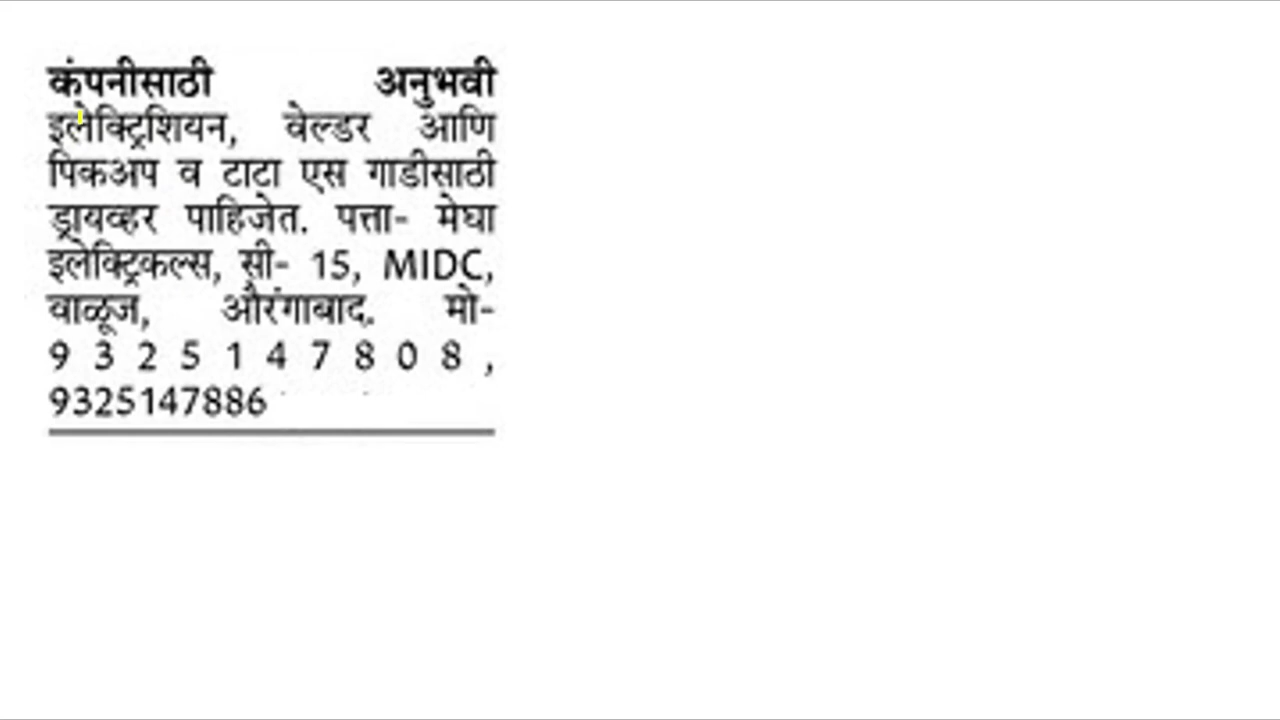 कंपनीसाठी अनुभवी
इलेक्ट्रिशियन, वेल्डर आणि
पिकअप व टाटा एस गाडीसाठी
ड्रायव्हर पाहिजेत. पत्ता- मेघा
इलेक्ट्रिकल्स, सी- 15, MIDC,
वाळूज, औरंगाबाद. मो-
9 3 2 5 1 4 7 8 0 8 ,
9325147886